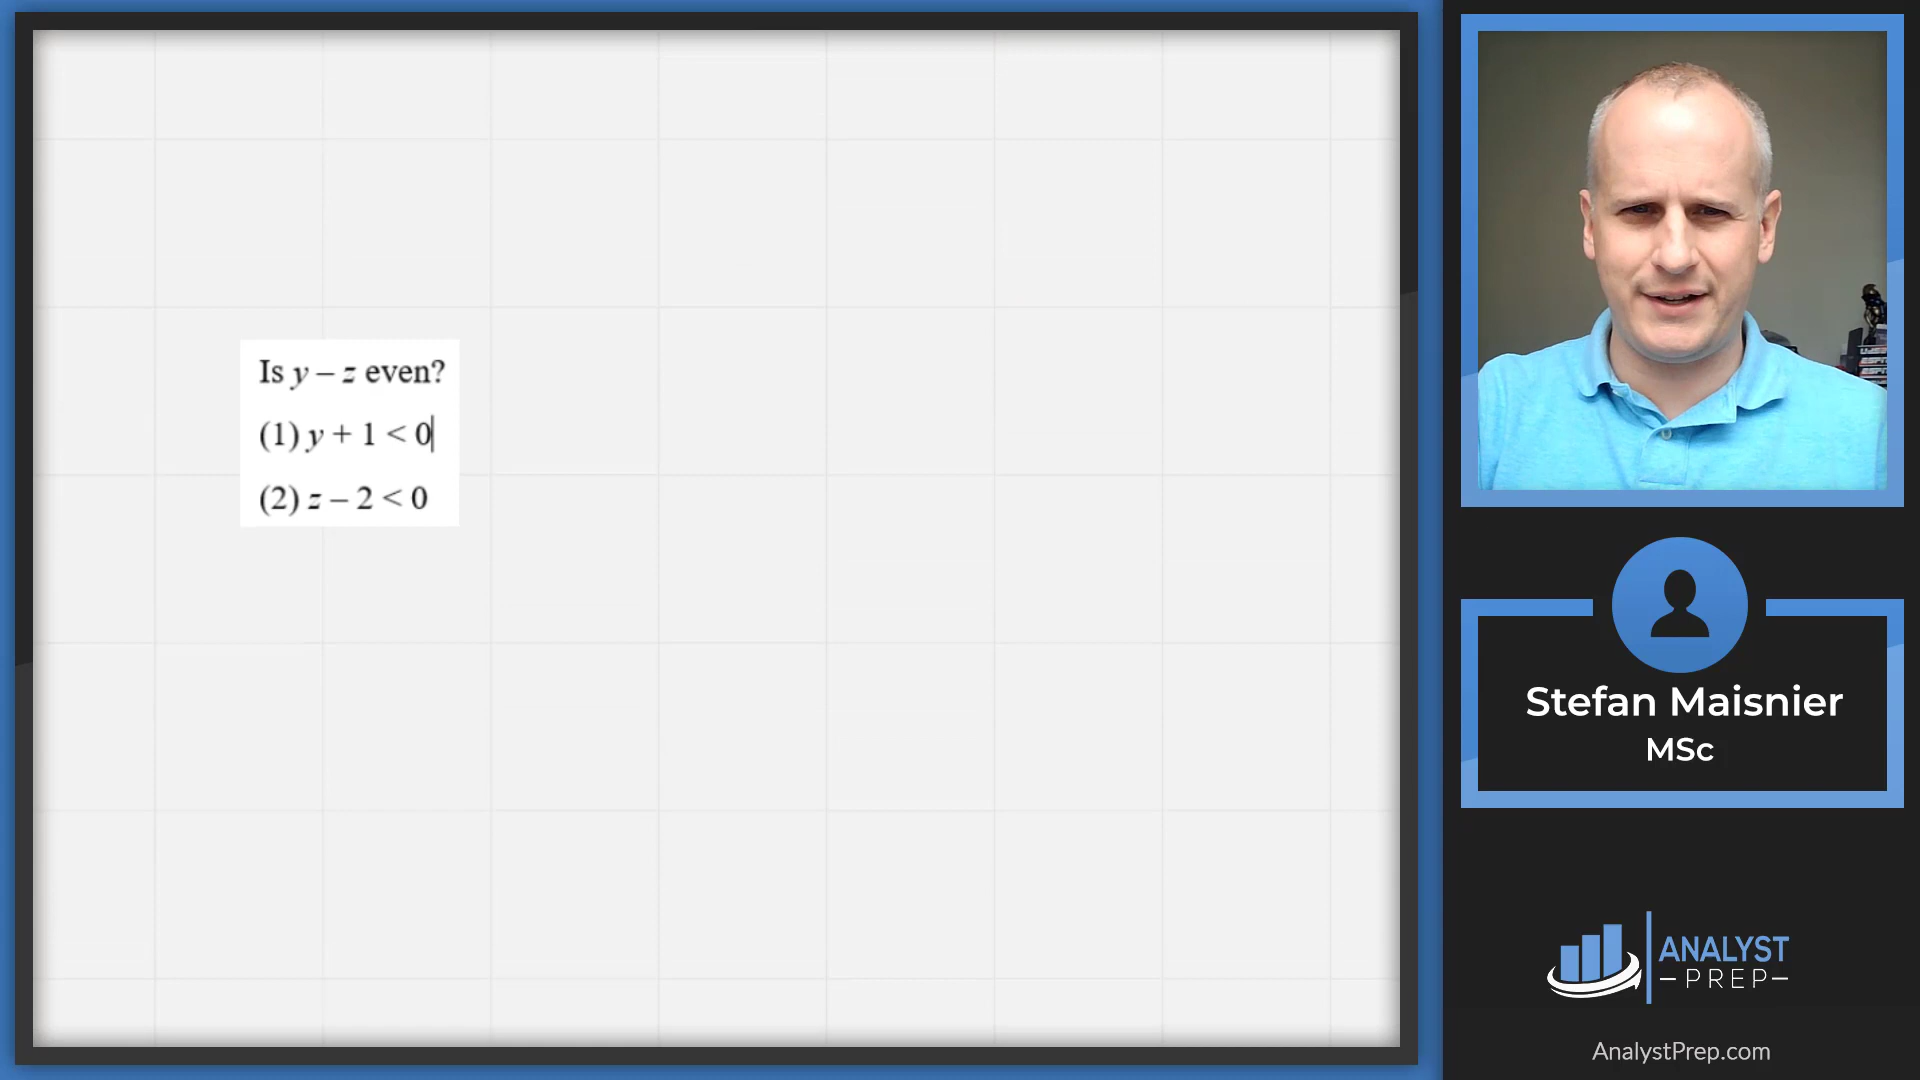 Is y – z even?
(1) y + 1 < 0
(2) z – 2 < 0
Stefan Maisnier
MSc
ANALYST
PREP
AnalystPrep.com